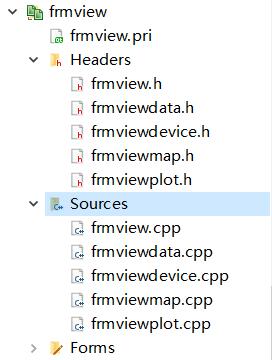 frmview
frmview.pri
Headers
frmview.h
frmviewdata.h
frmviewdevice.h
frmviewmap.h
frmviewplot.h
Sources
frmview.cpp
frmviewdata.cpp
frmviewdevice.cpp
frmviewmap.cpp
frmviewplot.cpp
Forms